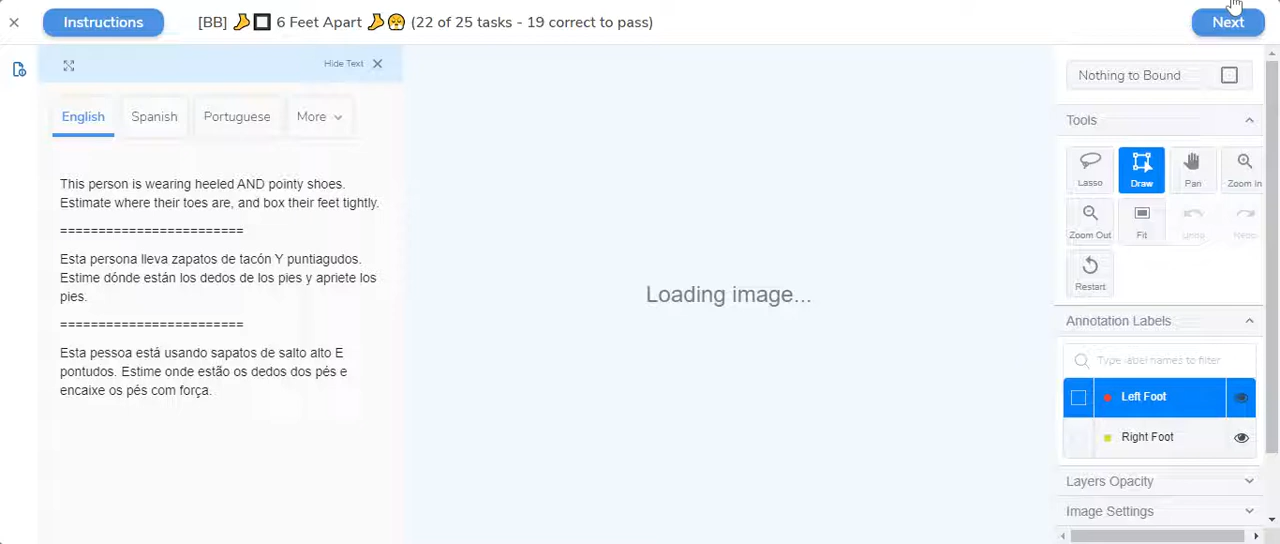 Instructions
[BB] 🦶🔲 6 Feet Apart 🦶😤 (22 of 25 tasks - 19 correct to pass)
Next
Hide Text
English Spanish Portuguese More
This person is wearing heeled AND pointy shoes.
Estimate where their toes are, and box their feet tightly.
========================
Esta persona lleva zapatos de tacón Y puntiagudos.
Estime dónde están los dedos de los pies y apriete los
pies.
========================
Esta pessoa está usando sapatos de salto alto E
pontudos. Estime onde estão os dedos dos pés e
encaixe os pés com força.
Loading image...
Nothing to Bound
Tools
Lasso Draw Pan Zoom In
Zoom Out Fit Undo Redo
Restart
Annotation Labels
Type label names to filter
Left Foot
Right Foot
Layers Opacity
Image Settings